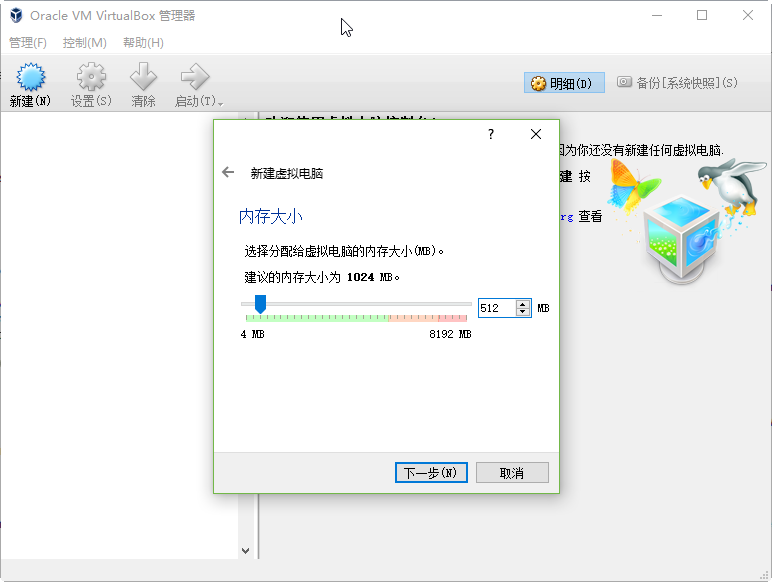 Oracle VM VirtualBox 管理器
管理(F) 控制(M) 帮助(H)
新建(N) 设置(S) 清除 启动(T) 明细(D) 备份[系统快照](S)
因为你还没有新建任何虚拟电脑.
建 按
rg 查看
?
新建虚拟电脑
内存大小
选择分配给虚拟电脑的内存大小(MB)。
建议的内存大小为 1024 MB。
512 MB
4 MB 8192 MB
下一步(N) 取消